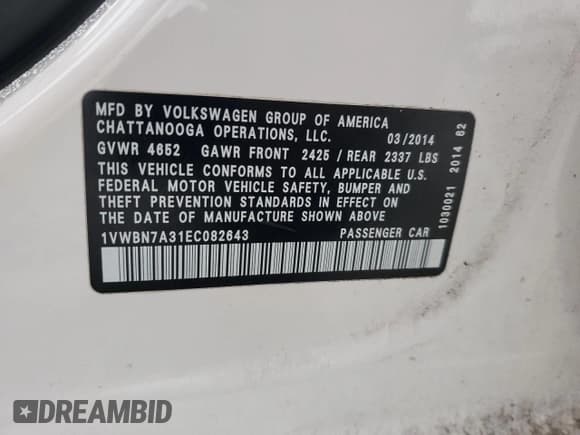 MFD BY VOLKSWAGEN GROUP OF AMERICA
CHATTANOOGA OPERATIONS, LLC. 03/2014
GVWR 4652 GAWR FRONT 2425 / REAR 2337 LBS
THIS VEHICLE CONFORMS TO ALL APPLICABLE U.S.
FEDERAL MOTOR VEHICLE SAFETY, BUMPER AND
THEFT PREVENTION STANDARDS IN EFFECT ON
THE DATE OF MANUFACTURE SHOWN ABOVE.
1VWBN7A31EC082643 PASSENGER CAR
1030021 2014 62
DREAMBID